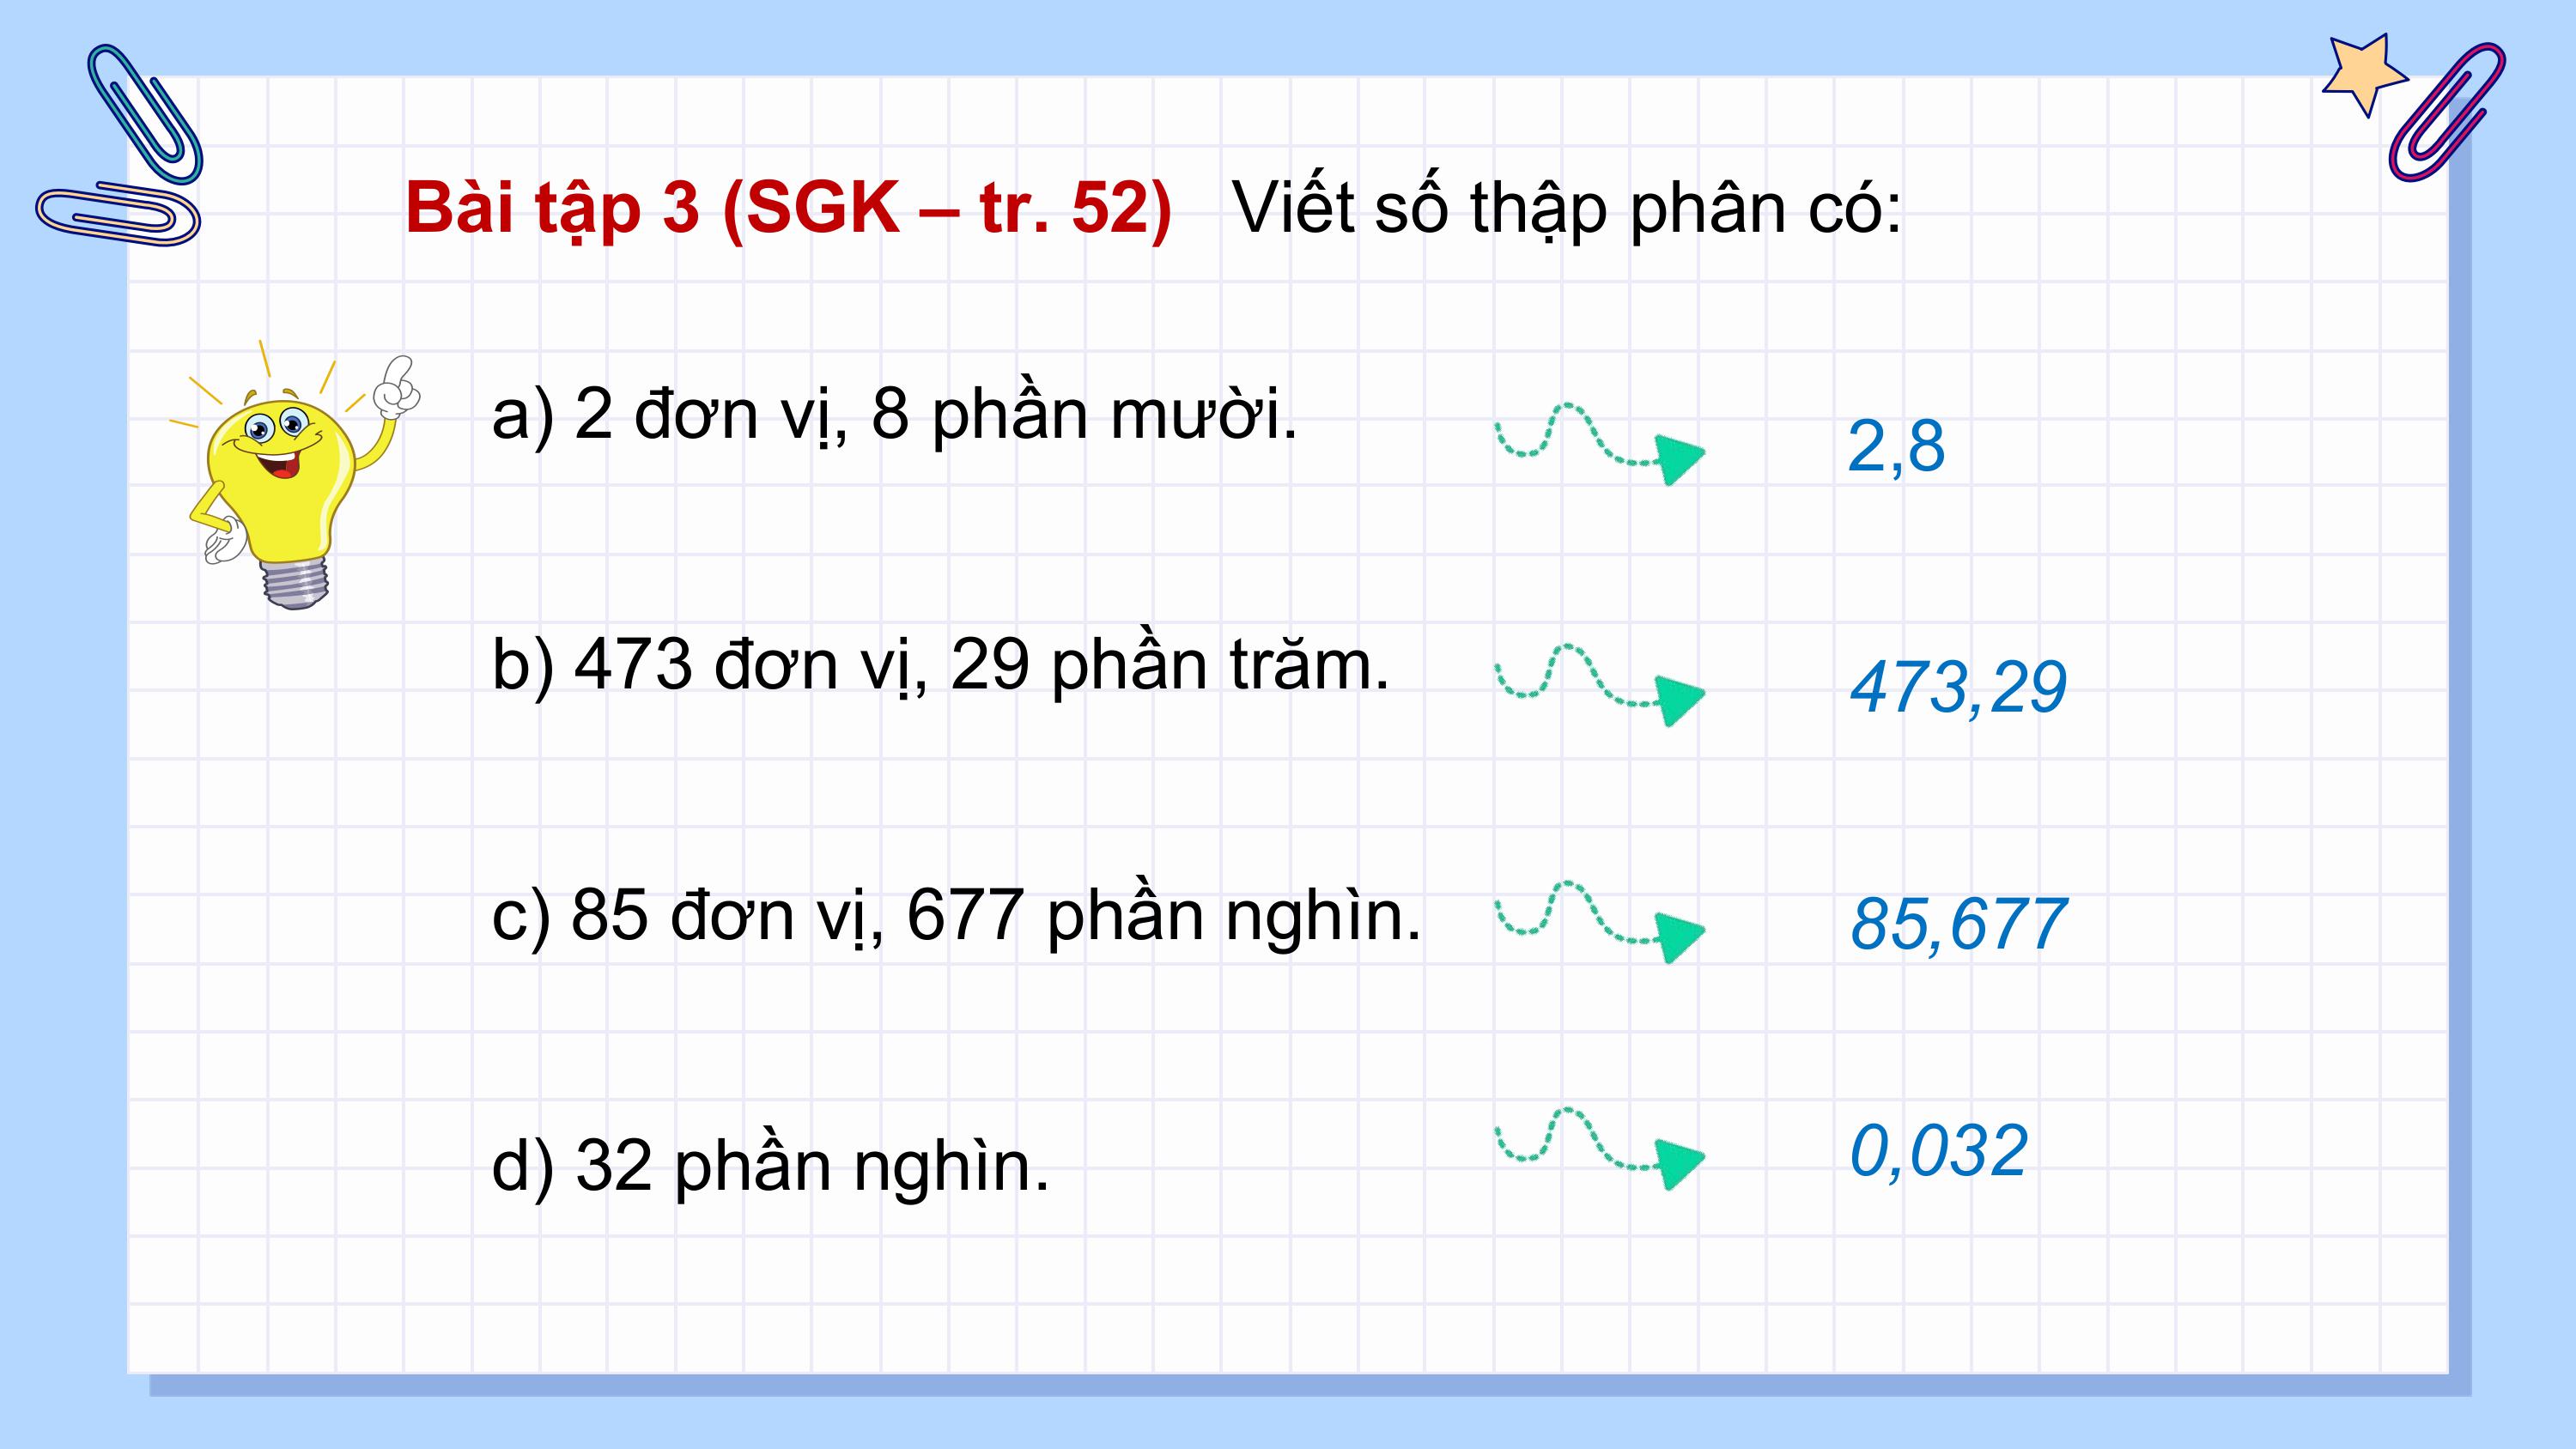 Bài tập 3 (SGK – tr. 52) Viết số thập phân có:
a) 2 đơn vị, 8 phần mười.
2,8
b) 473 đơn vị, 29 phần trăm.
473,29
c) 85 đơn vị, 677 phần nghìn.
85,677
d) 32 phần nghìn.
0,032